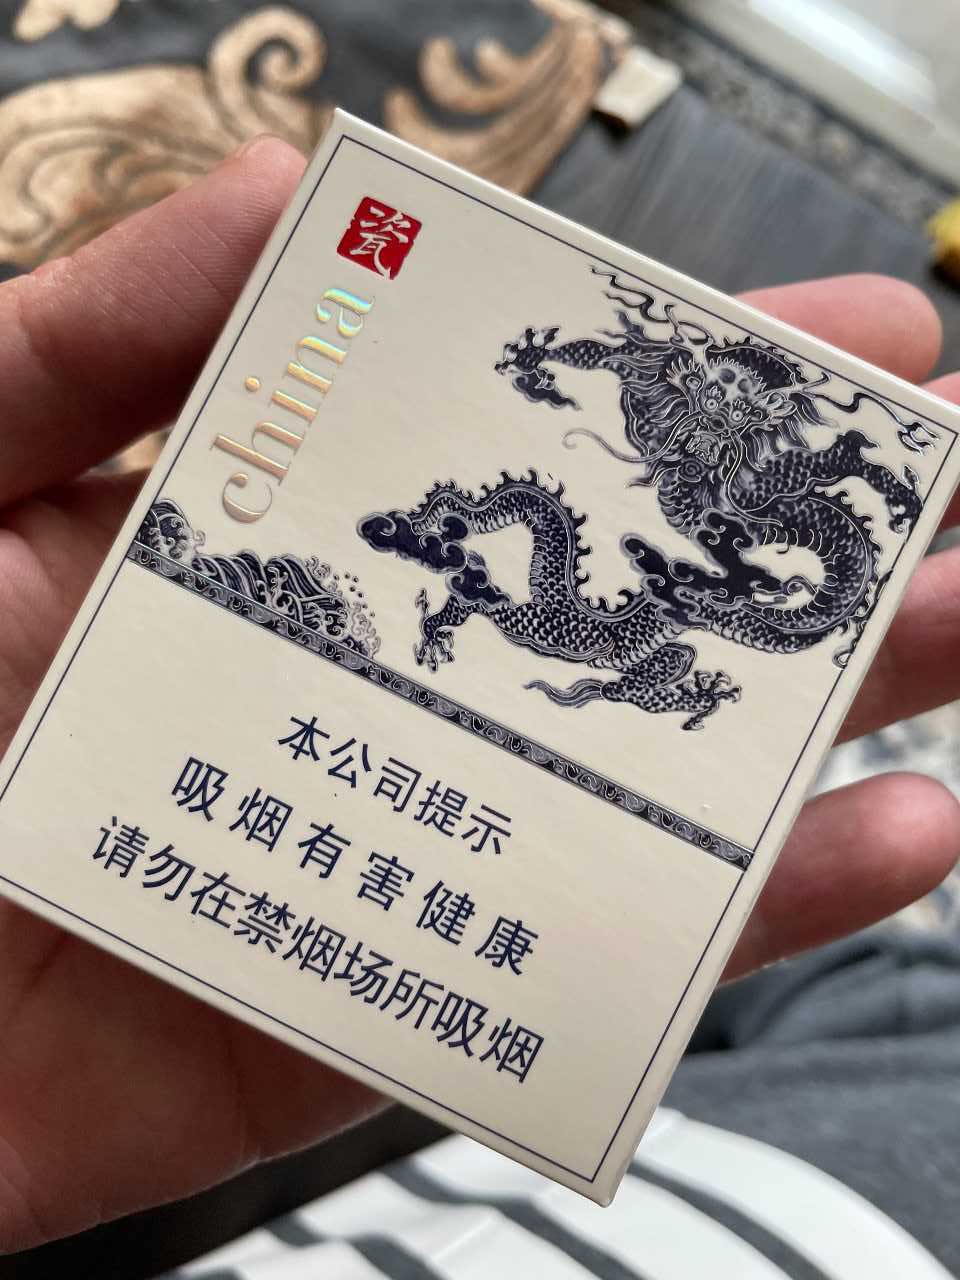 瓷
china
本公司提示
吸烟有害健康
请勿在禁烟场所吸烟